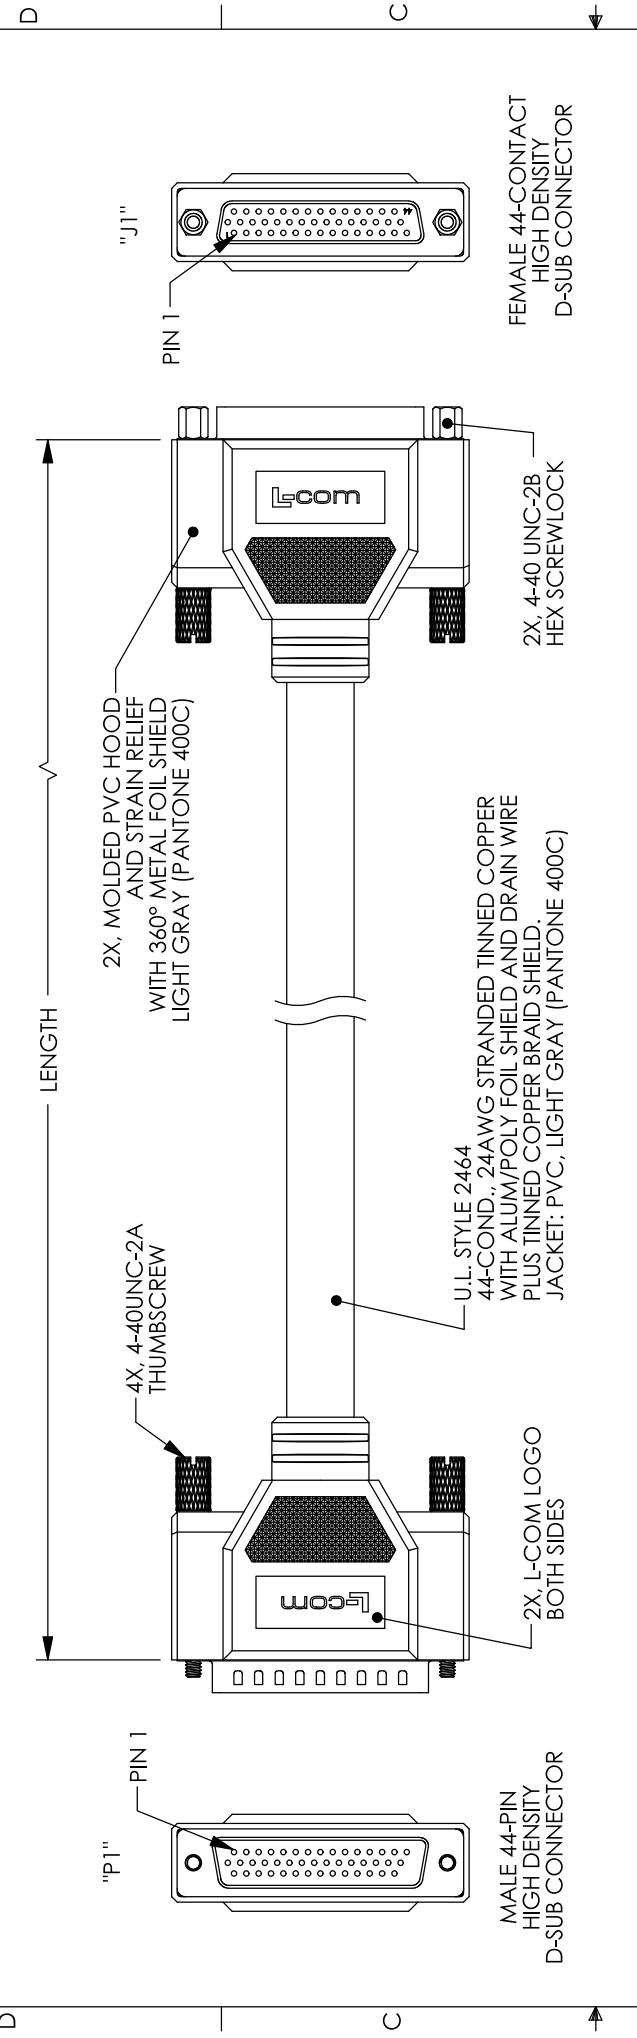 D
C
"P1"
PIN 1
MALE 44-PIN
HIGH DENSITY
D-SUB CONNECTOR
LENGTH
4X, 4-40UNC-2A
THUMBSCREW
L-com
2X, L-COM LOGO
BOTH SIDES
U.L. STYLE 2464
44-COND., 24AWG STRANDED TINNED COPPER
WITH ALUM/POLY FOIL SHIELD AND DRAIN WIRE
PLUS TINNED COPPER BRAID SHIELD.
JACKET: PVC, LIGHT GRAY (PANTONE 400C)
2X, MOLDED PVC HOOD
AND STRAIN RELIEF
WITH 360° METAL FOIL SHIELD
LIGHT GRAY (PANTONE 400C)
L-com
2X, 4-40 UNC-2B
HEX SCREWLOCK
"J1"
PIN 1
1
44
FEMALE 44-CONTACT
HIGH DENSITY
D-SUB CONNECTOR
D
C